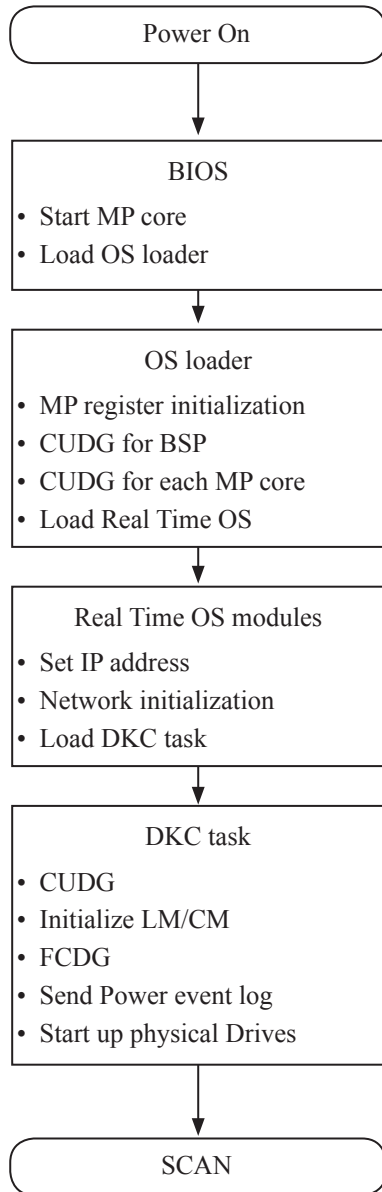 Power On
BIOS
• Start MP core
• Load OS loader
OS loader
• MP register initialization
• CUDG for BSP
• CUDG for each MP core
• Load Real Time OS
Real Time OS modules
• Set IP address
• Network initialization
• Load DKC task
DKC task
• CUDG
• Initialize LM/CM
• FCDG
• Send Power event log
• Start up physical Drives
SCAN